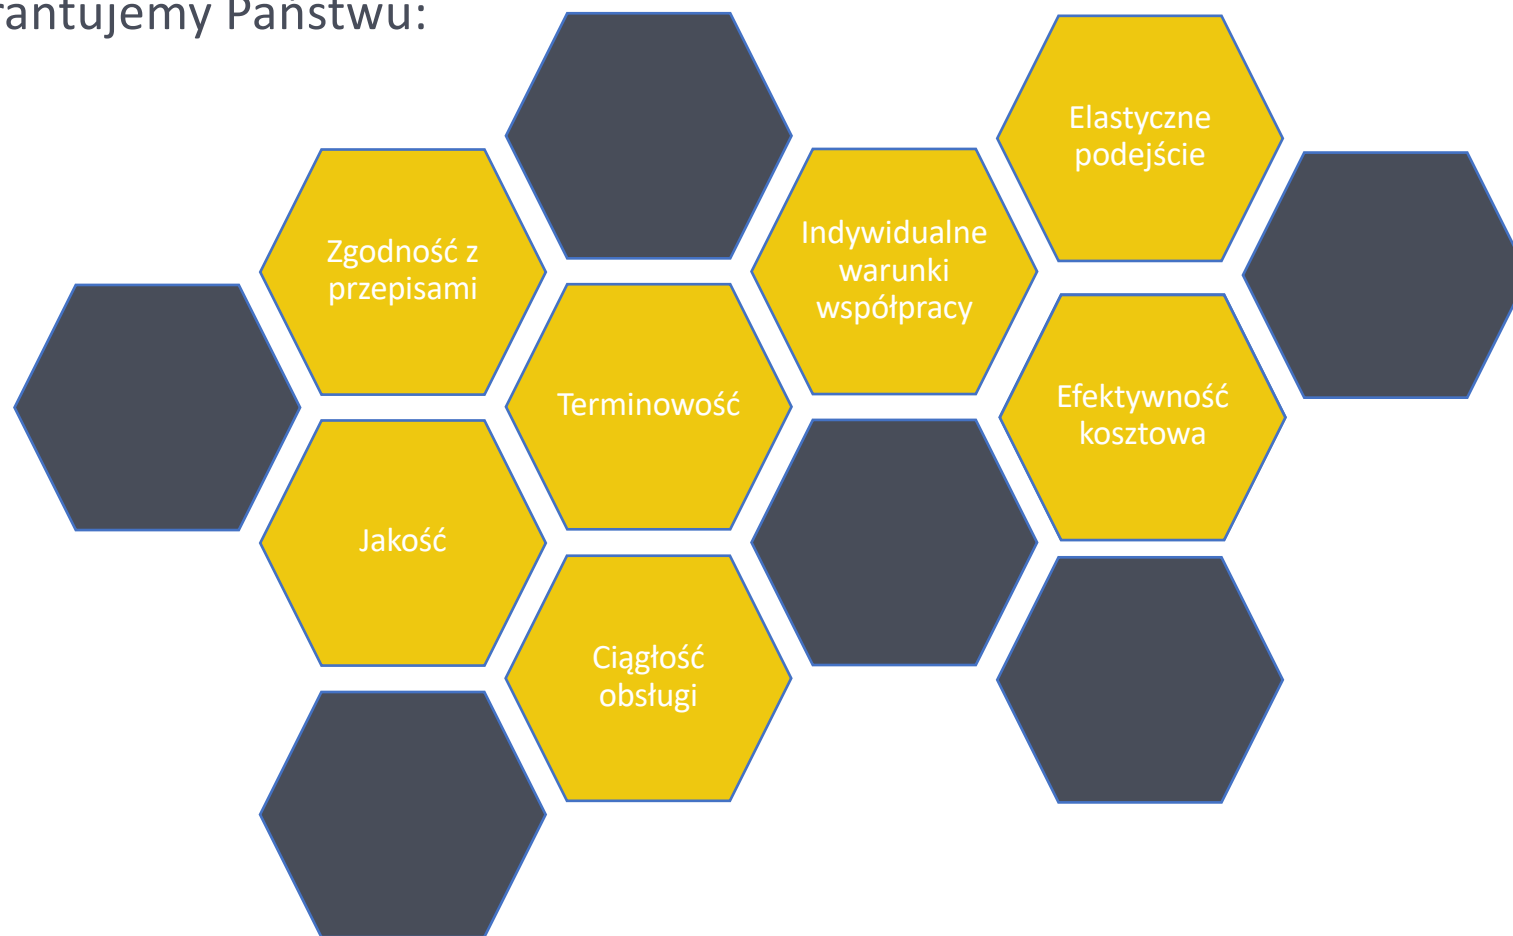 rantujemy Państwu:
Elastyczne
podejście
Zgodność z
przepisami
Indywidualne
warunki
współpracy
Terminowość
Efektywność
kosztowa
Jakość
Ciągłość
obsługi